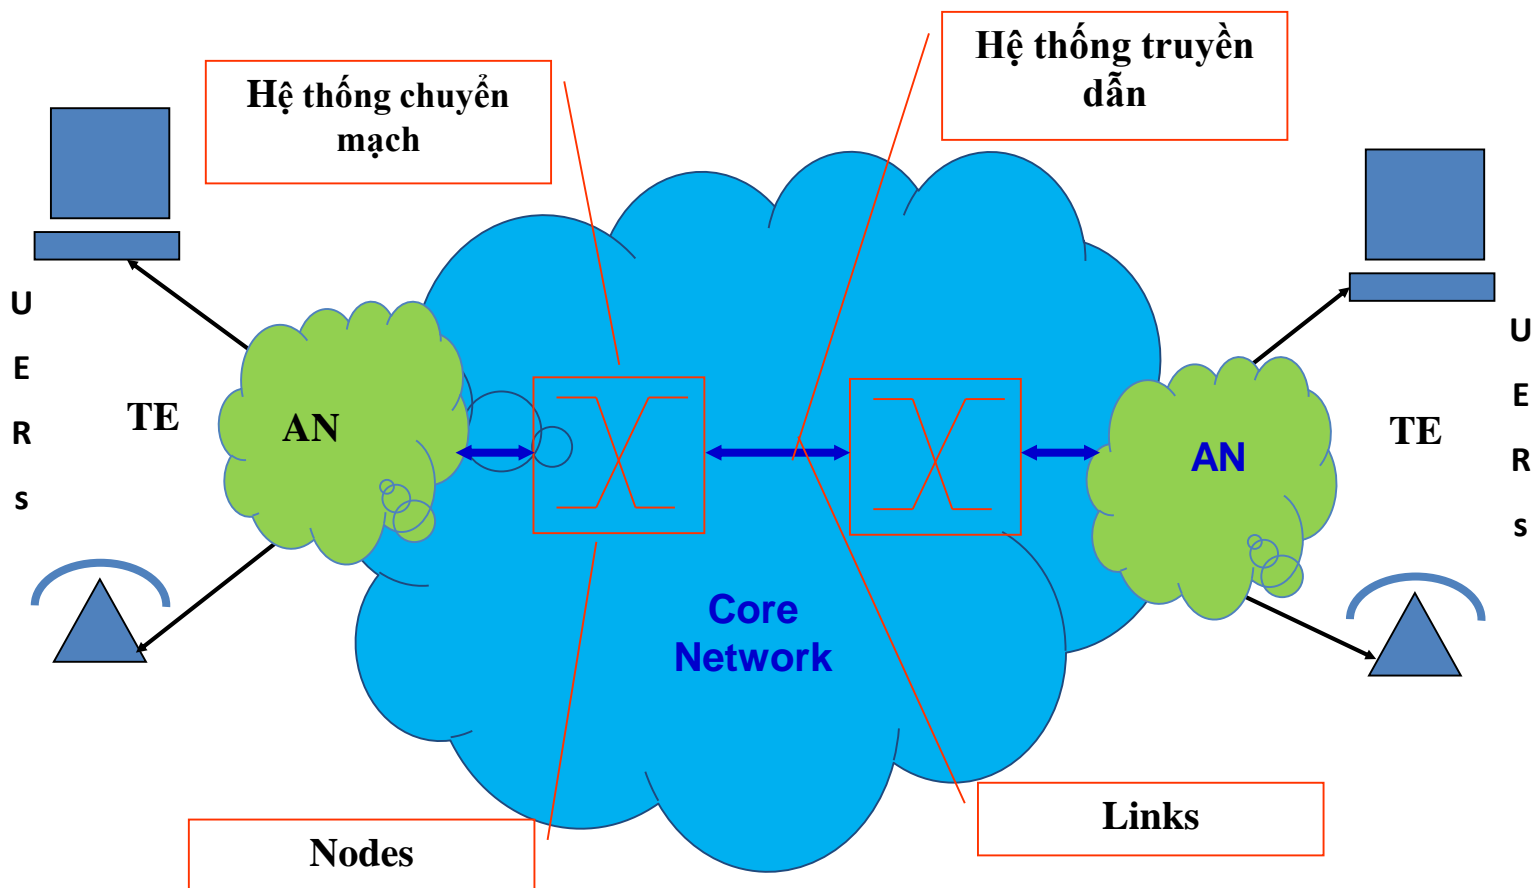 Hệ thống truyền
dẫn
Hệ thống chuyển
mạch
U
E
R
s
TE
AN
AN
TE
U
E
R
s
Core
Network
Links
Nodes